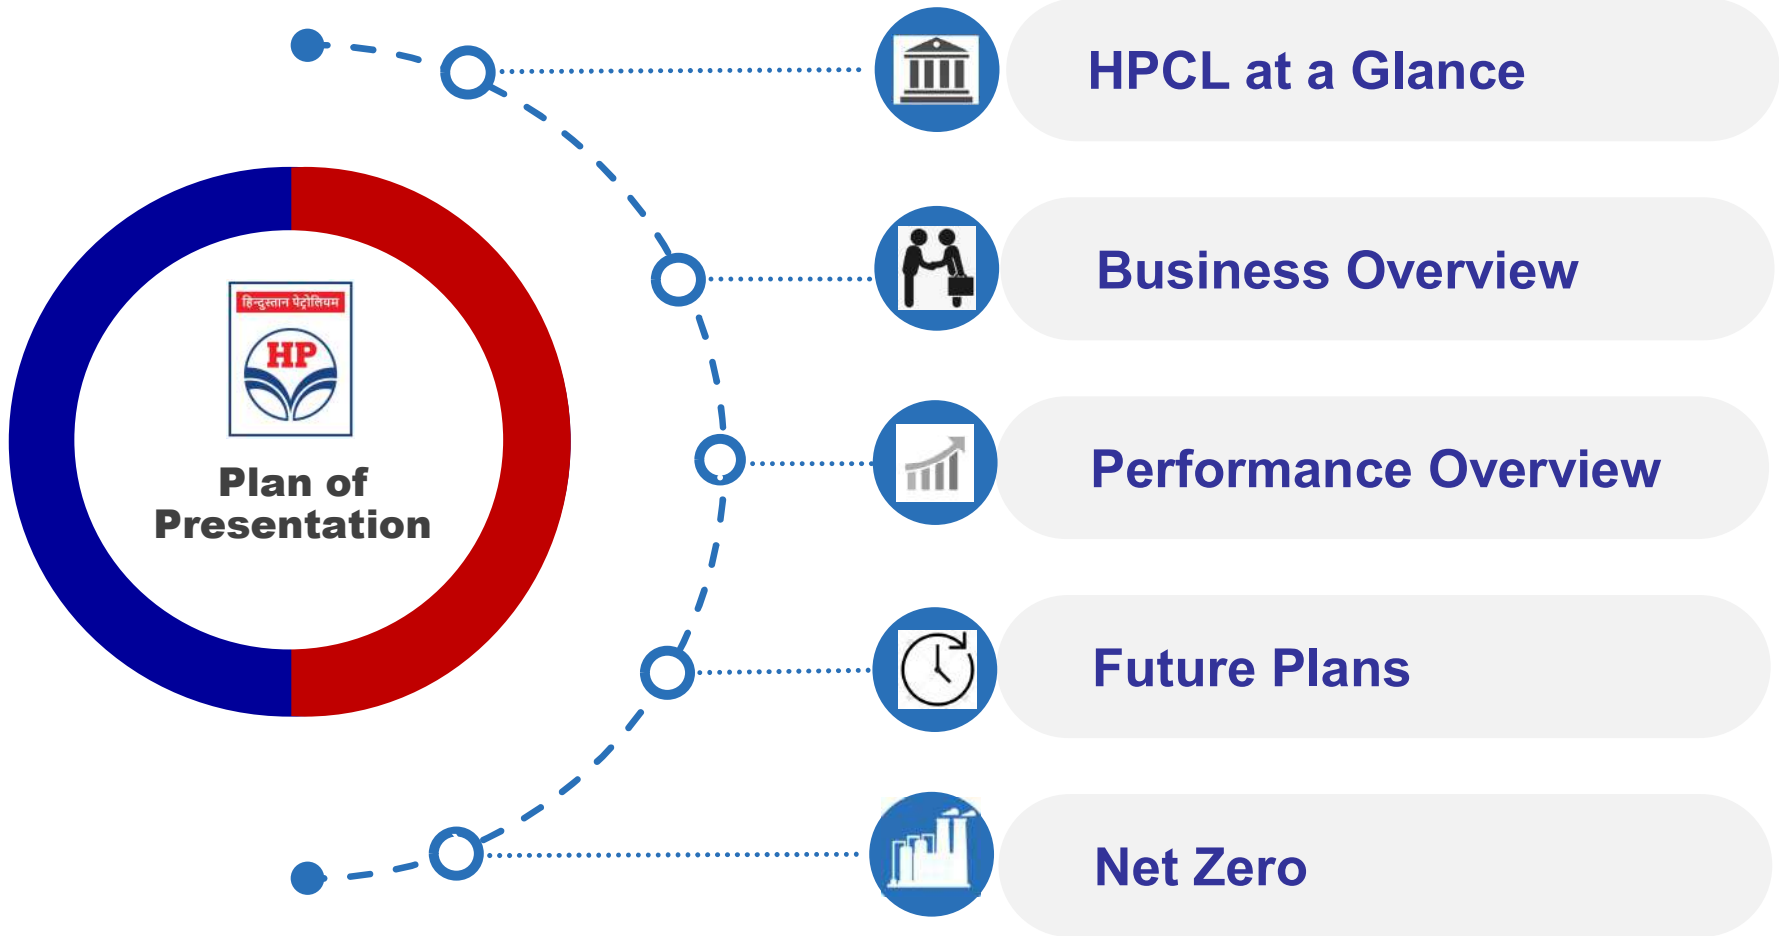 हिन्दुस्तान पेट्रोलियम
HP
Plan of
Presentation
HPCL at a Glance
Business Overview
Performance Overview
Future Plans
Net Zero